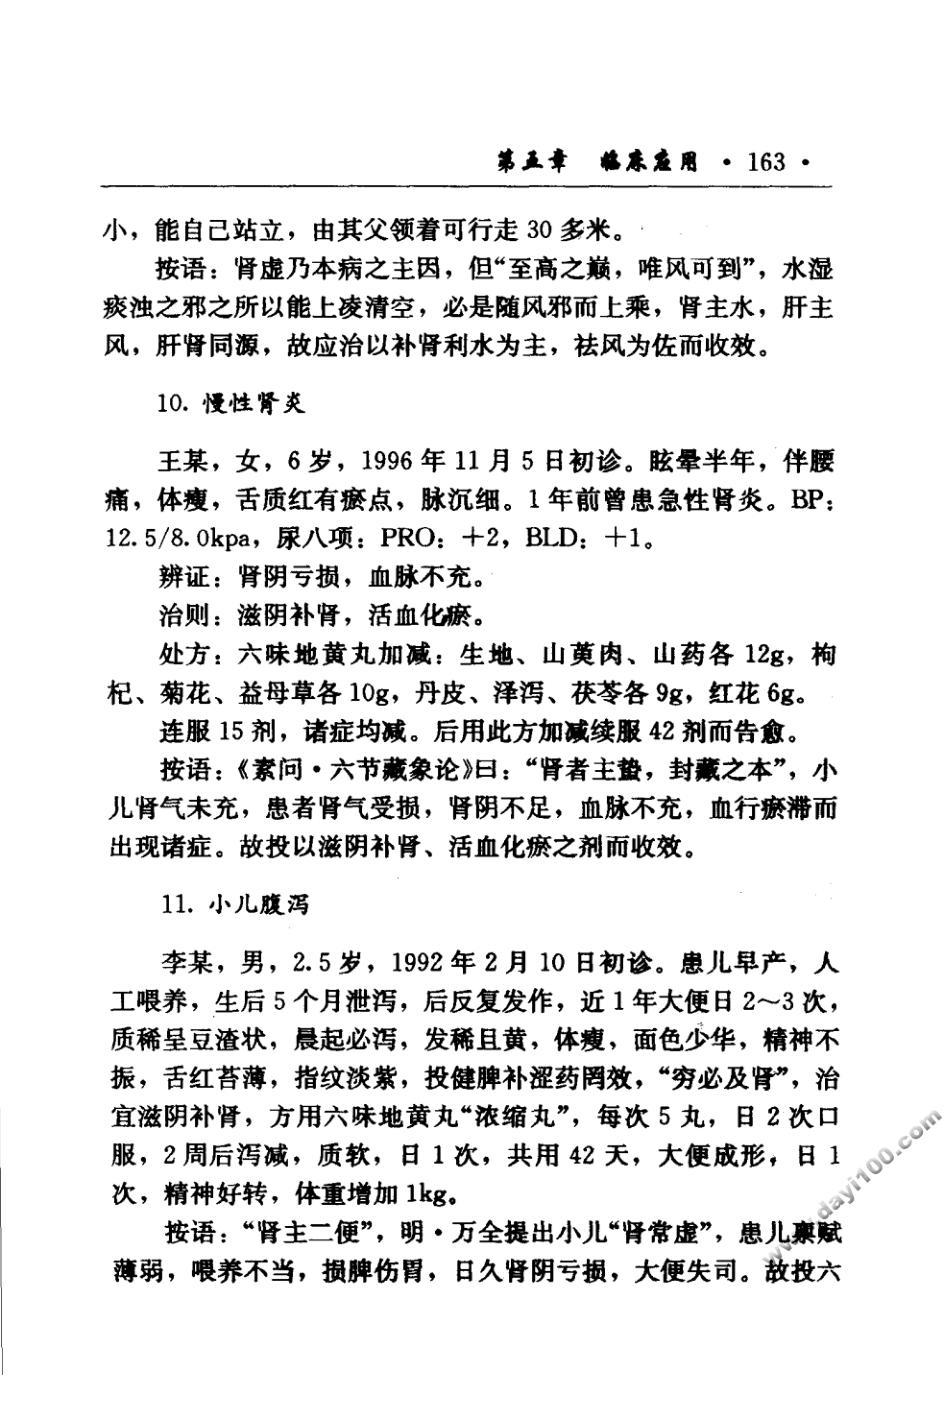 第五章 临床应用 · 163 ·
小，能自己站立，由其父领着可行走 30 多米。
按语：肾虚乃本病之主因，但“至高之巅，唯风可到”，水湿
痰浊之邪之所以能上凌清空，必是随风邪而上乘，肾主水，肝主
风，肝肾同源，故应治以补肾利水为主，祛风为佐而收效。
10. 慢性肾炎
王某，女，6 岁，1996 年 11 月 5 日初诊。眩晕半年，伴腰
痛，体瘦，舌质红有瘀点，脉沉细。1 年前曾患急性肾炎。BP：
12.5/8.0kpa，尿八项：PRO：＋2，BLD：＋1。
辨证：肾阴亏损，血脉不充。
治则：滋阴补肾，活血化瘀。
处方：六味地黄丸加减：生地、山萸肉、山药各 12g，枸
杞、菊花、益母草各 10g，丹皮、泽泻、茯苓各 9g，红花 6g。
连服 15 剂，诸症均减。后用此方加减续服 42 剂而告愈。
按语：《素问·六节藏象论》曰：“肾者主蛰，封藏之本”，小
儿肾气未充，患者肾气受损，肾阴不足，血脉不充，血行瘀滞而
出现诸症。故投以滋阴补肾、活血化瘀之剂而收效。
11. 小儿腹泻
李某，男，2.5 岁，1992 年 2 月 10 日初诊。患儿早产，人
工喂养，生后 5 个月泄泻，后反复发作，近 1 年大便日 2～3 次，
质稀呈豆渣状，晨起必泻，发稀且黄，体瘦，面色少华，精神不
振，舌红苔薄，指纹淡紫，投健脾补涩药罔效，“穷必及肾”，治
宜滋阴补肾，方用六味地黄丸“浓缩丸”，每次 5 丸，日 2 次口
服，2 周后泻减，质软，日 1 次，共用 42 天，大便成形，日 1
次，精神好转，体重增加 1kg。
按语：“肾主二便”，明·万全提出小儿“肾常虚”，患儿禀赋
薄弱，喂养不当，损脾伤胃，日久肾阴亏损，大便失司。故投六
www.dayi100.com